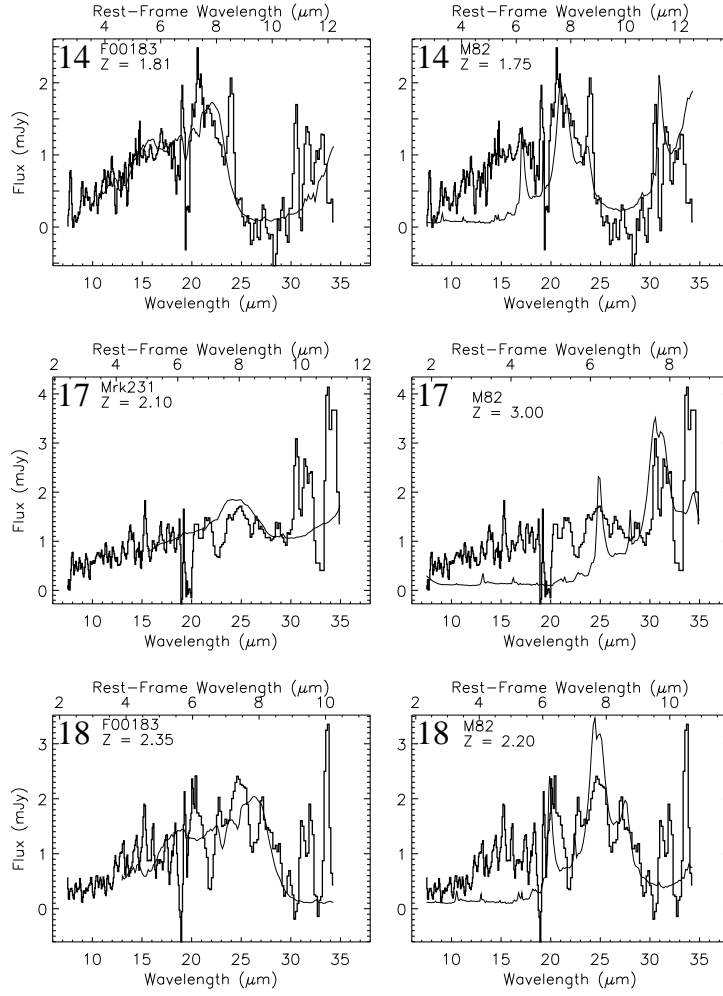 Rest-Frame Wavelength (μm)
4 6 8 10 12
14 F00183
Z = 1.81
Flux (mJy)
2
1
0
10 15 20 25 30 35
Wavelength (μm)
Rest-Frame Wavelength (μm)
4 6 8 10 12
14 M82
Z = 1.75
2
1
0
10 15 20 25 30 35
Wavelength (μm)
Rest-Frame Wavelength (μm)
2 4 6 8 10 12
17 Mrk231
Z = 2.10
Flux (mJy)
4
3
2
1
0
10 15 20 25 30 35
Wavelength (μm)
Rest-Frame Wavelength (μm)
2 4 6 8
17 M82
Z = 3.00
4
3
2
1
0
10 15 20 25 30 35
Wavelength (μm)
Rest-Frame Wavelength (μm)
2 4 6 8 10
18 F00183
Z = 2.35
Flux (mJy)
3
2
1
0
10 15 20 25 30 35
Wavelength (μm)
Rest-Frame Wavelength (μm)
2 4 6 8 10
18 M82
Z = 2.20
3
2
1
0
10 15 20 25 30 35
Wavelength (μm)